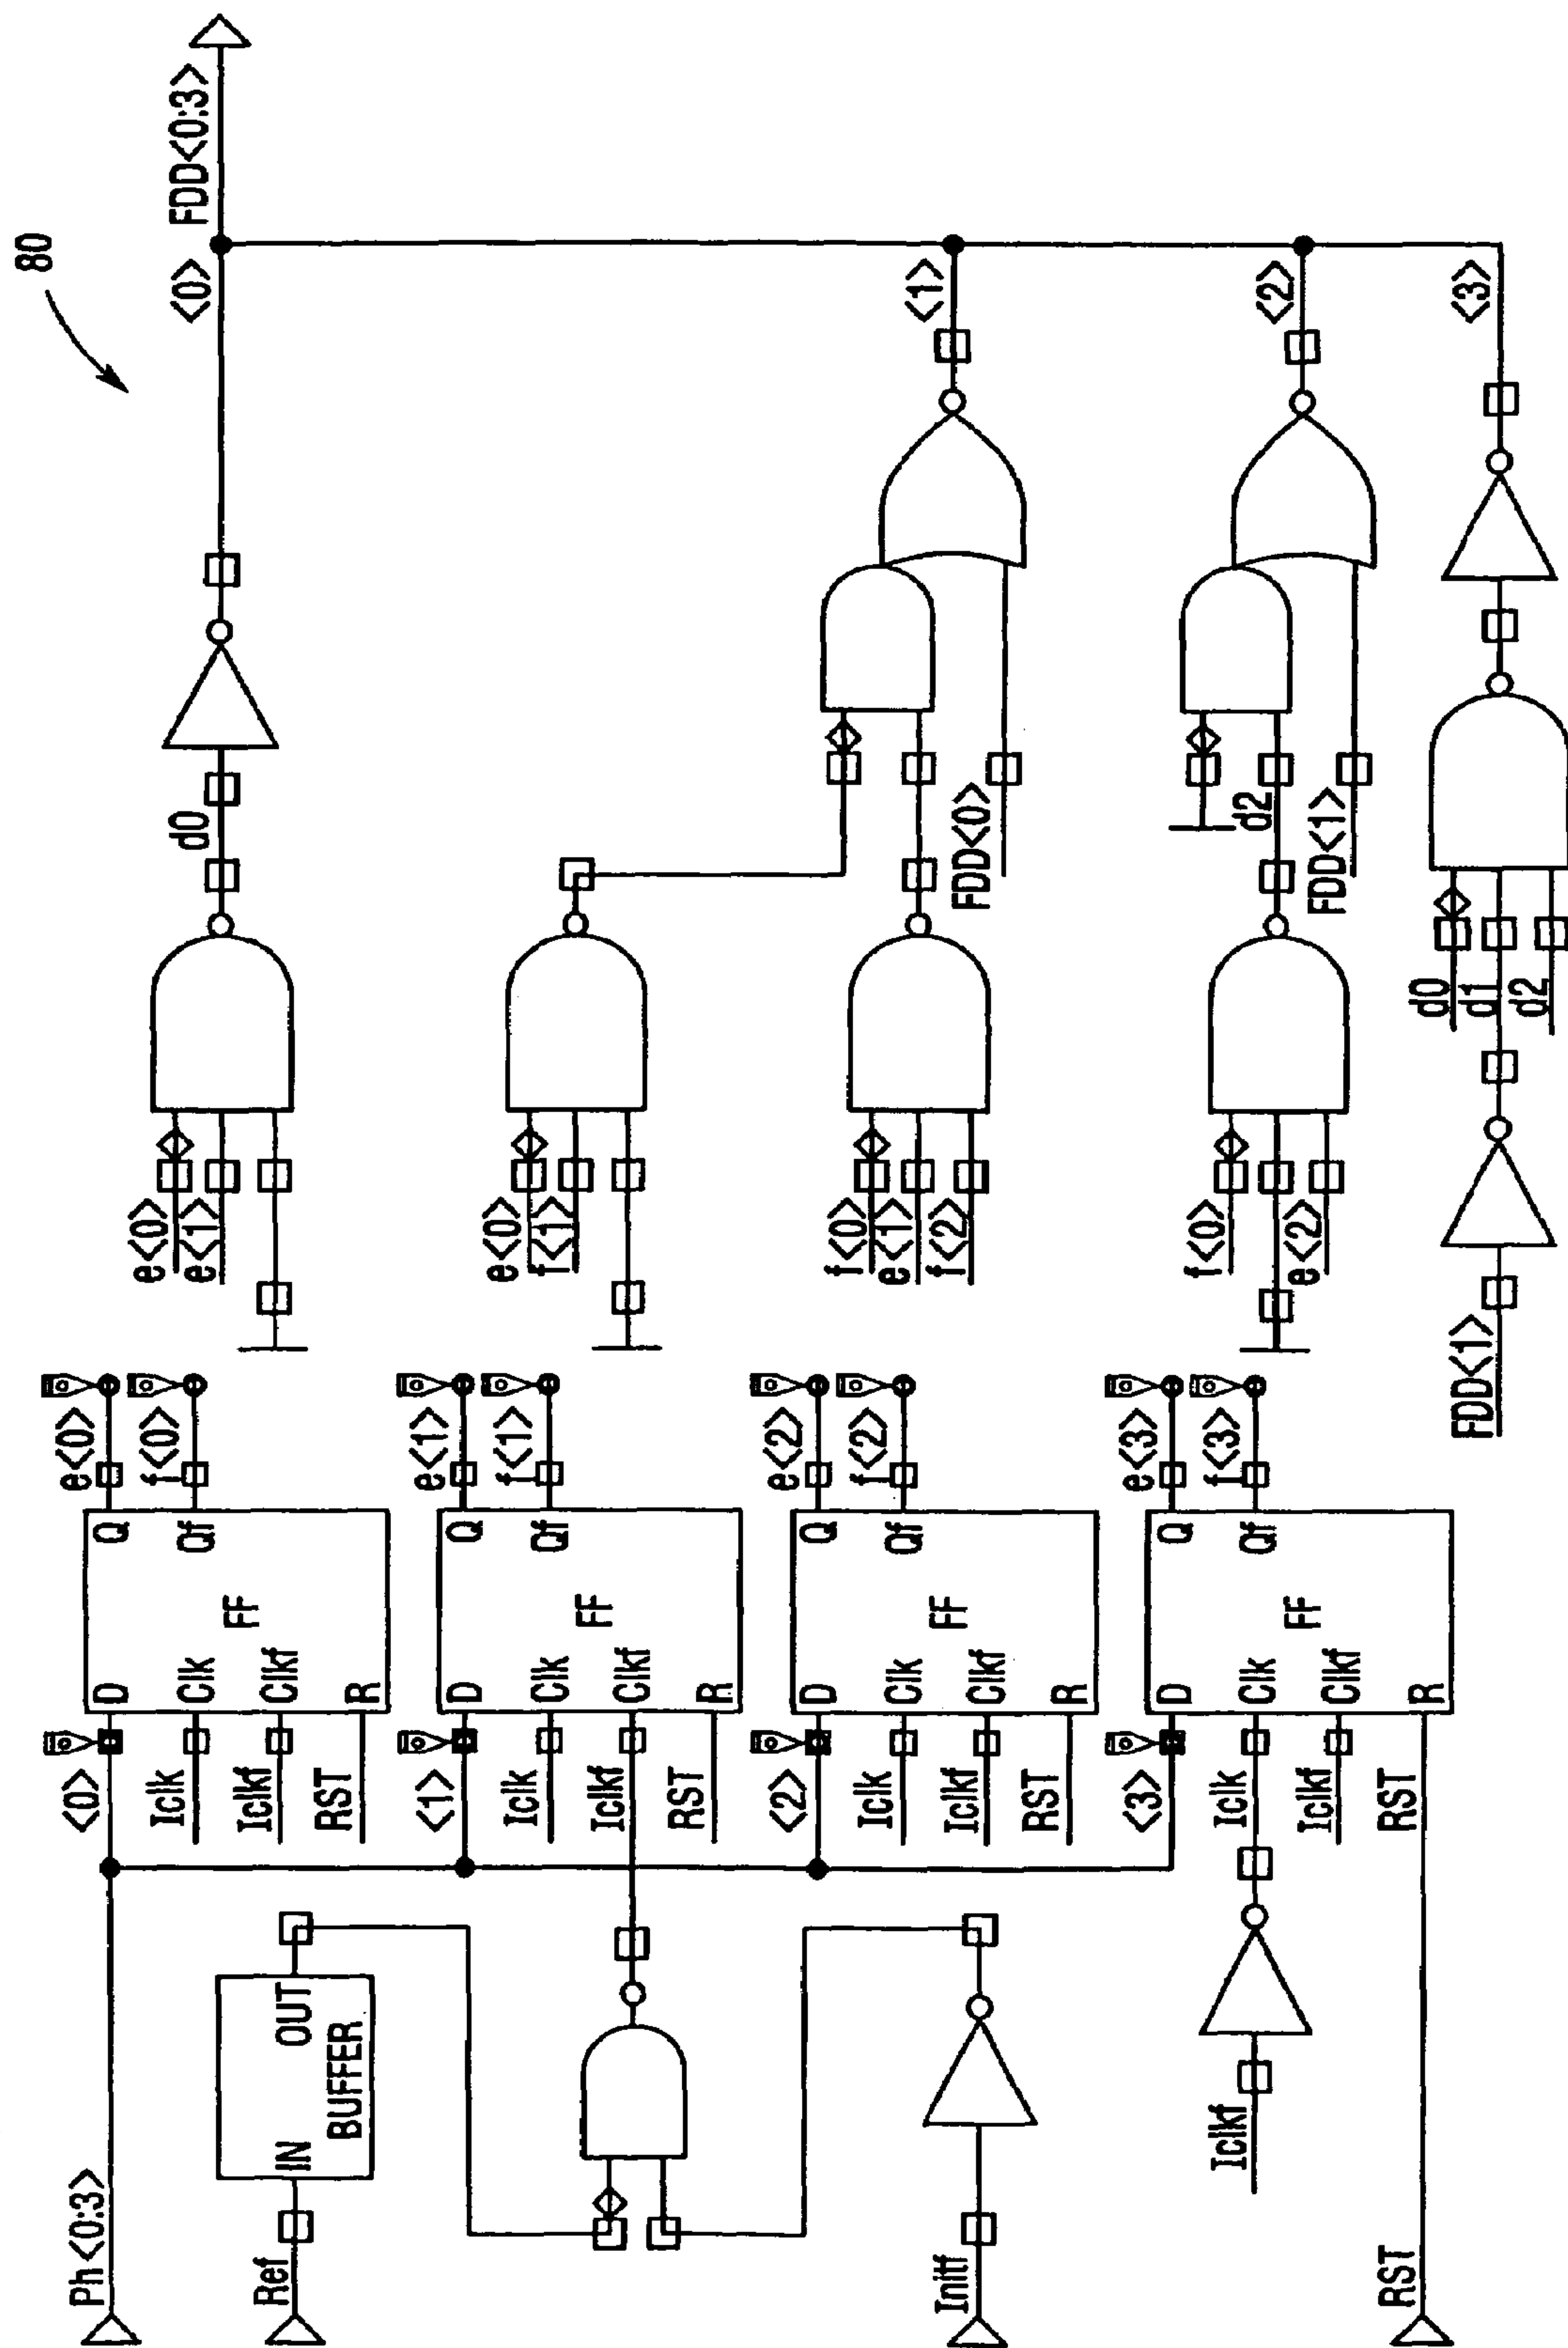 80
Ph<0:3>
Ref
IN
OUT
BUFFER
Initf
Iclkf
RST
<0>
Iclk
Iclkf
RST
D
Clk
Clkf
R
FF
Q
Qf
e<0>
f<0>
<1>
Iclk
Iclkf
RST
D
Clk
Clkf
R
FF
Q
Qf
e<1>
f<1>
<2>
Iclk
Iclkf
RST
D
Clk
Clkf
R
FF
Q
Qf
e<2>
f<2>
<3>
Iclk
Iclkf
RST
D
Clk
Clkf
R
FF
Q
Qf
e<3>
f<3>
e<0>
e<1>
d0
<0>
FDD<0:3>
e<0>
f<1>
f<0>
e<1>
f<2>
FDD<0>
<1>
f<0>
e<2>
d2
FDD<1>
<2>
FDD<1>
d0
d1
d2
<3>